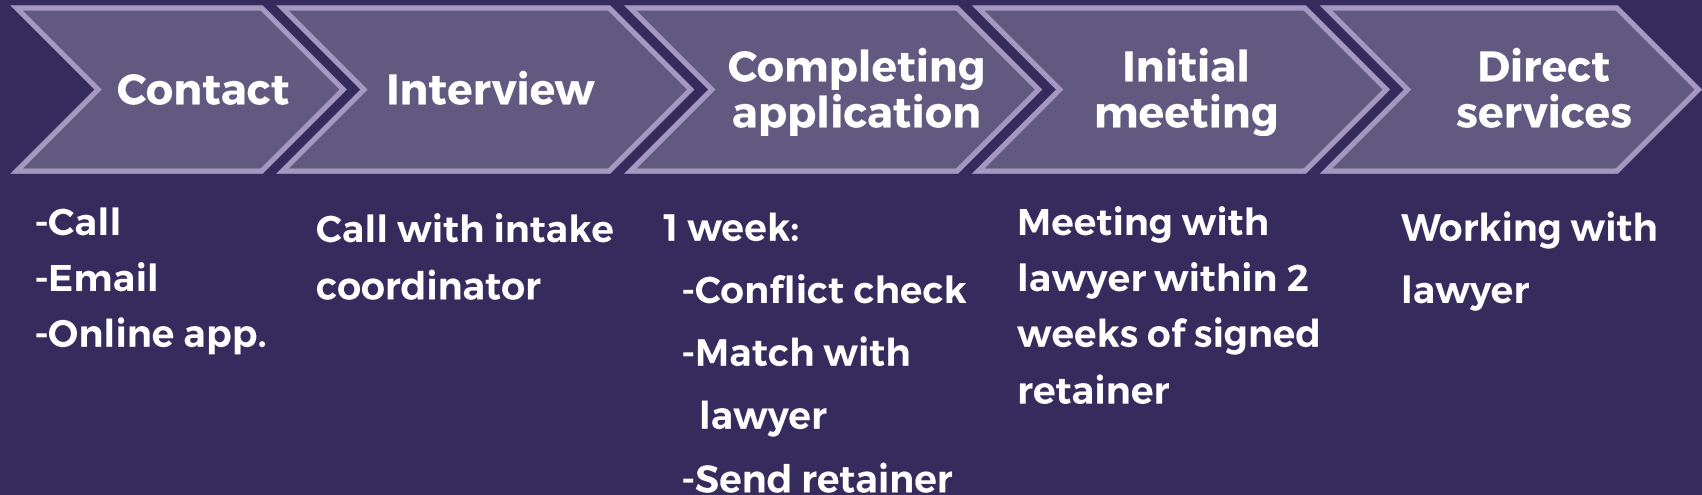 Contact
Interview
Completing
application
Initial
meeting
Direct
services
-Call
-Email
-Online app.
Call with intake
coordinator
1 week:
-Conflict check
-Match with
lawyer
-Send retainer
Meeting with
lawyer within 2
weeks of signed
retainer
Working with
lawyer